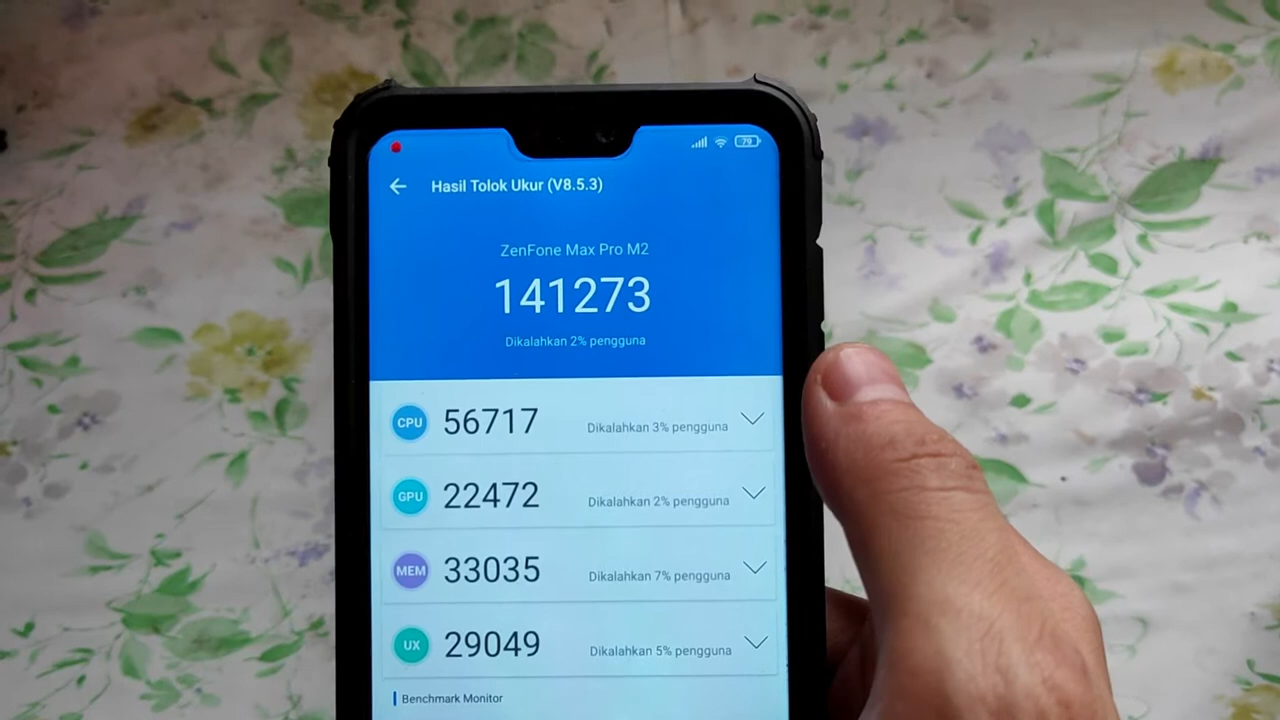 79
Hasil Tolok Ukur (V8.5.3)
ZenFone Max Pro M2
141273
Dikalahkan 2% pengguna
CPU 56717 Dikalahkan 3% pengguna
GPU 22472 Dikalahkan 2% pengguna
MEM 33035 Dikalahkan 7% pengguna
UX 29049 Dikalahkan 5% pengguna
Benchmark Monitor